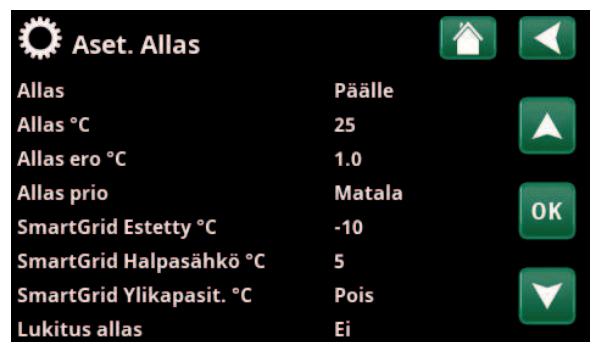 Aset. Allas
Allas Päälle
Allas °C 25
Allas ero °C 1.0
Allas prio Matala
SmartGrid Estetty °C -10
SmartGrid Halpasähkö °C 5
SmartGrid Ylikapasit. °C Pois
Lukitus allas Ei
OK